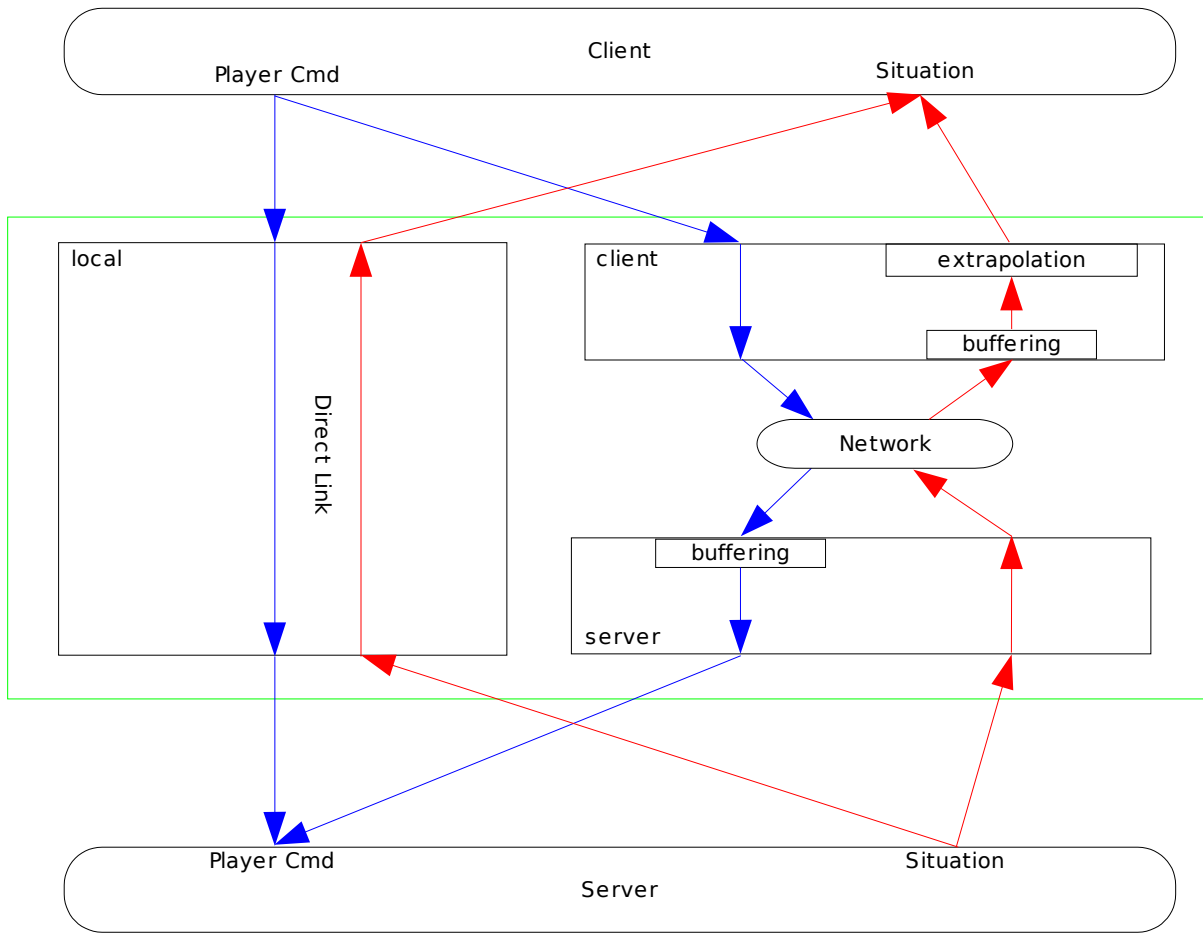 Client
Player Cmd
Situation
local
client
extrapolation
buffering
Direct Link
Network
buffering
server
Player Cmd
Situation
Server